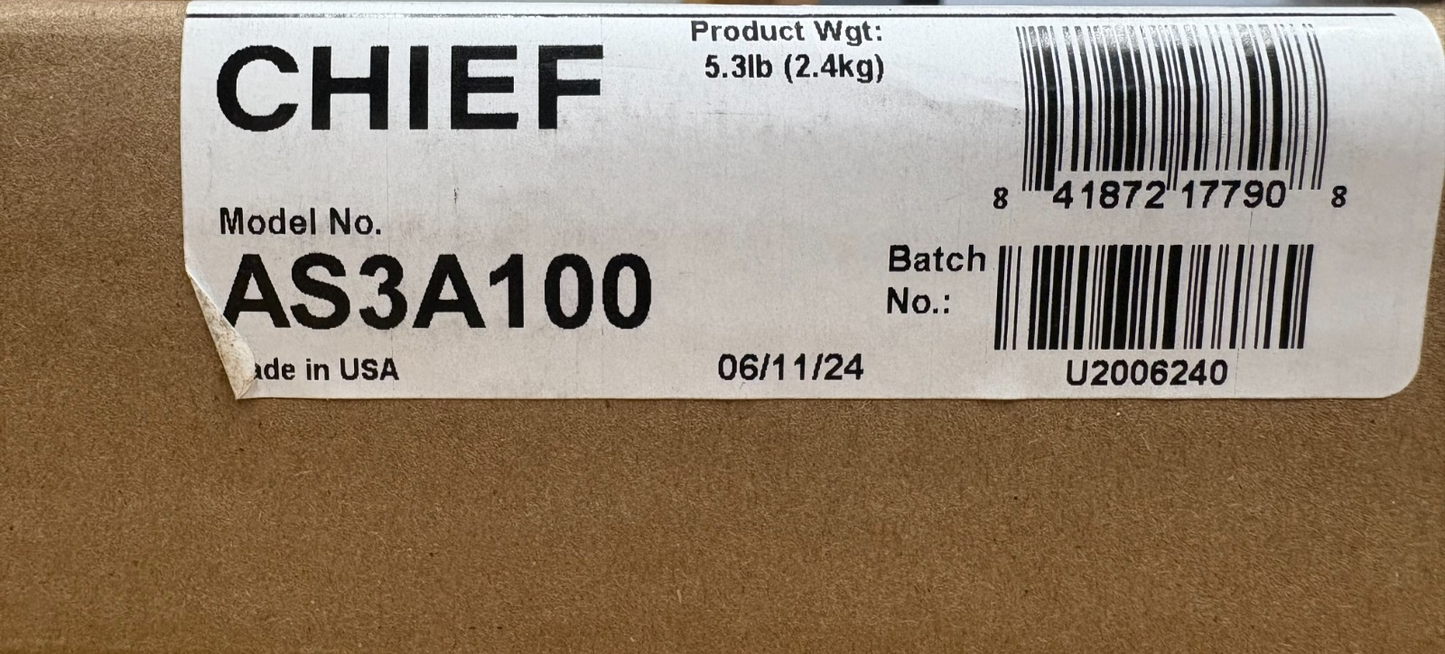 CHIEF
Product Wgt:
5.3lb (2.4kg)
8 41872 17790 8
Model No.
AS3A100
Batch
No.:
ade in USA
06/11/24
U2006240